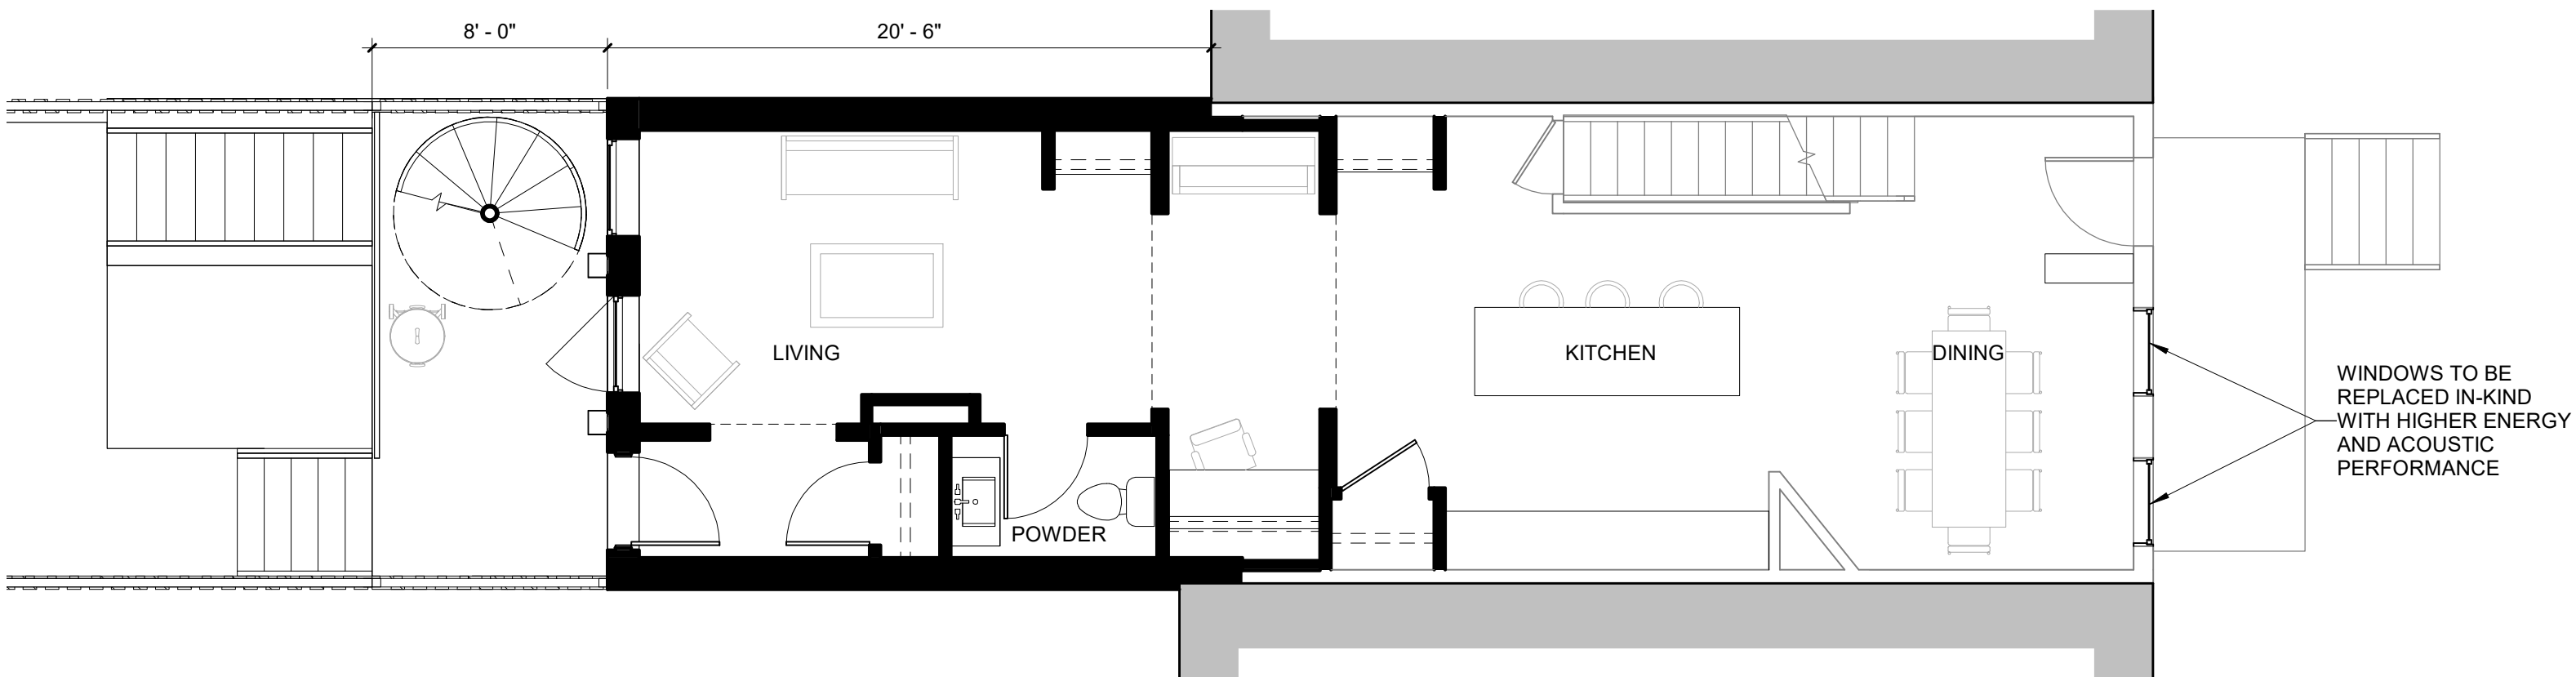 8' - 0"
20' - 6"
LIVING
KITCHEN
DINING
WINDOWS TO BE
REPLACED IN-KIND
WITH HIGHER ENERGY
AND ACOUSTIC
PERFORMANCE
POWDER